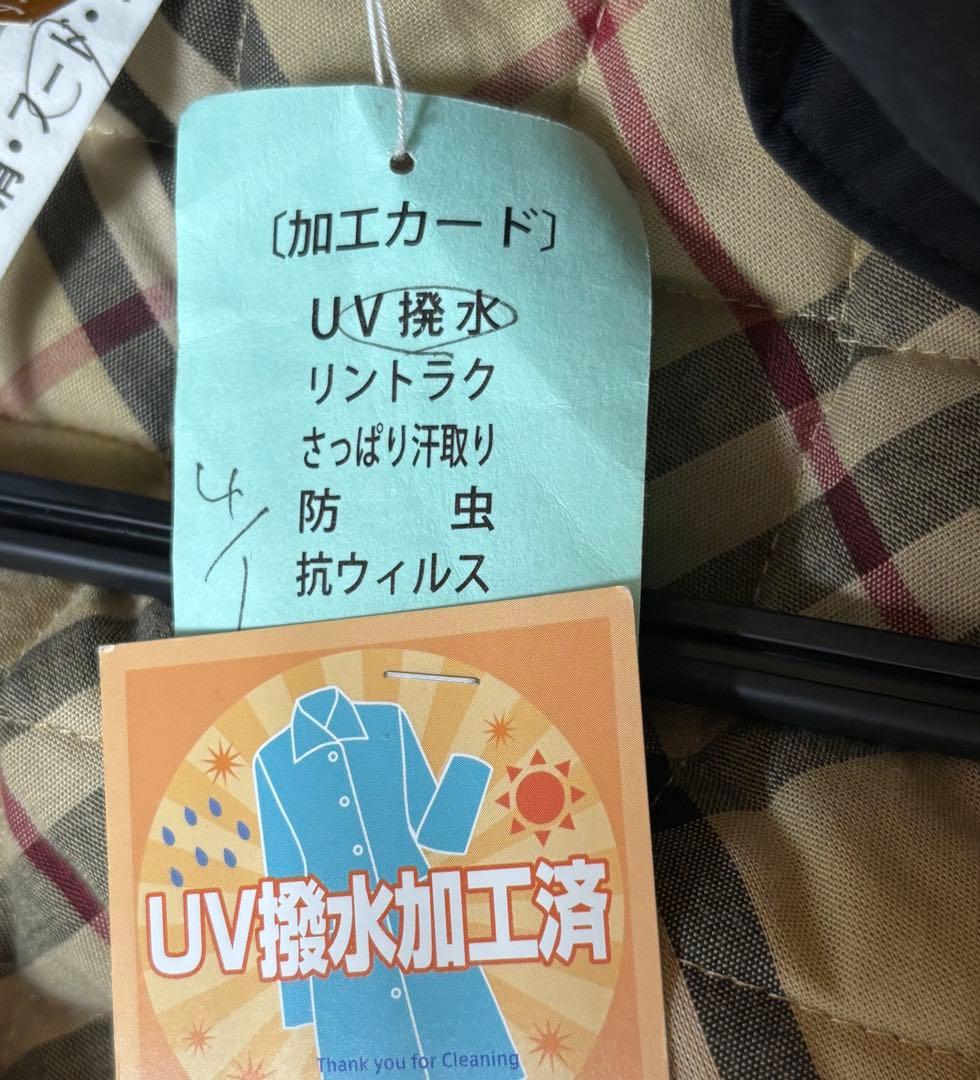 〔加工カード〕
UV撥水
リントラク
さっぱり汗取り
防 虫
抗ウィルス
4/1
UV撥水加工済
Thank you for Cleaning